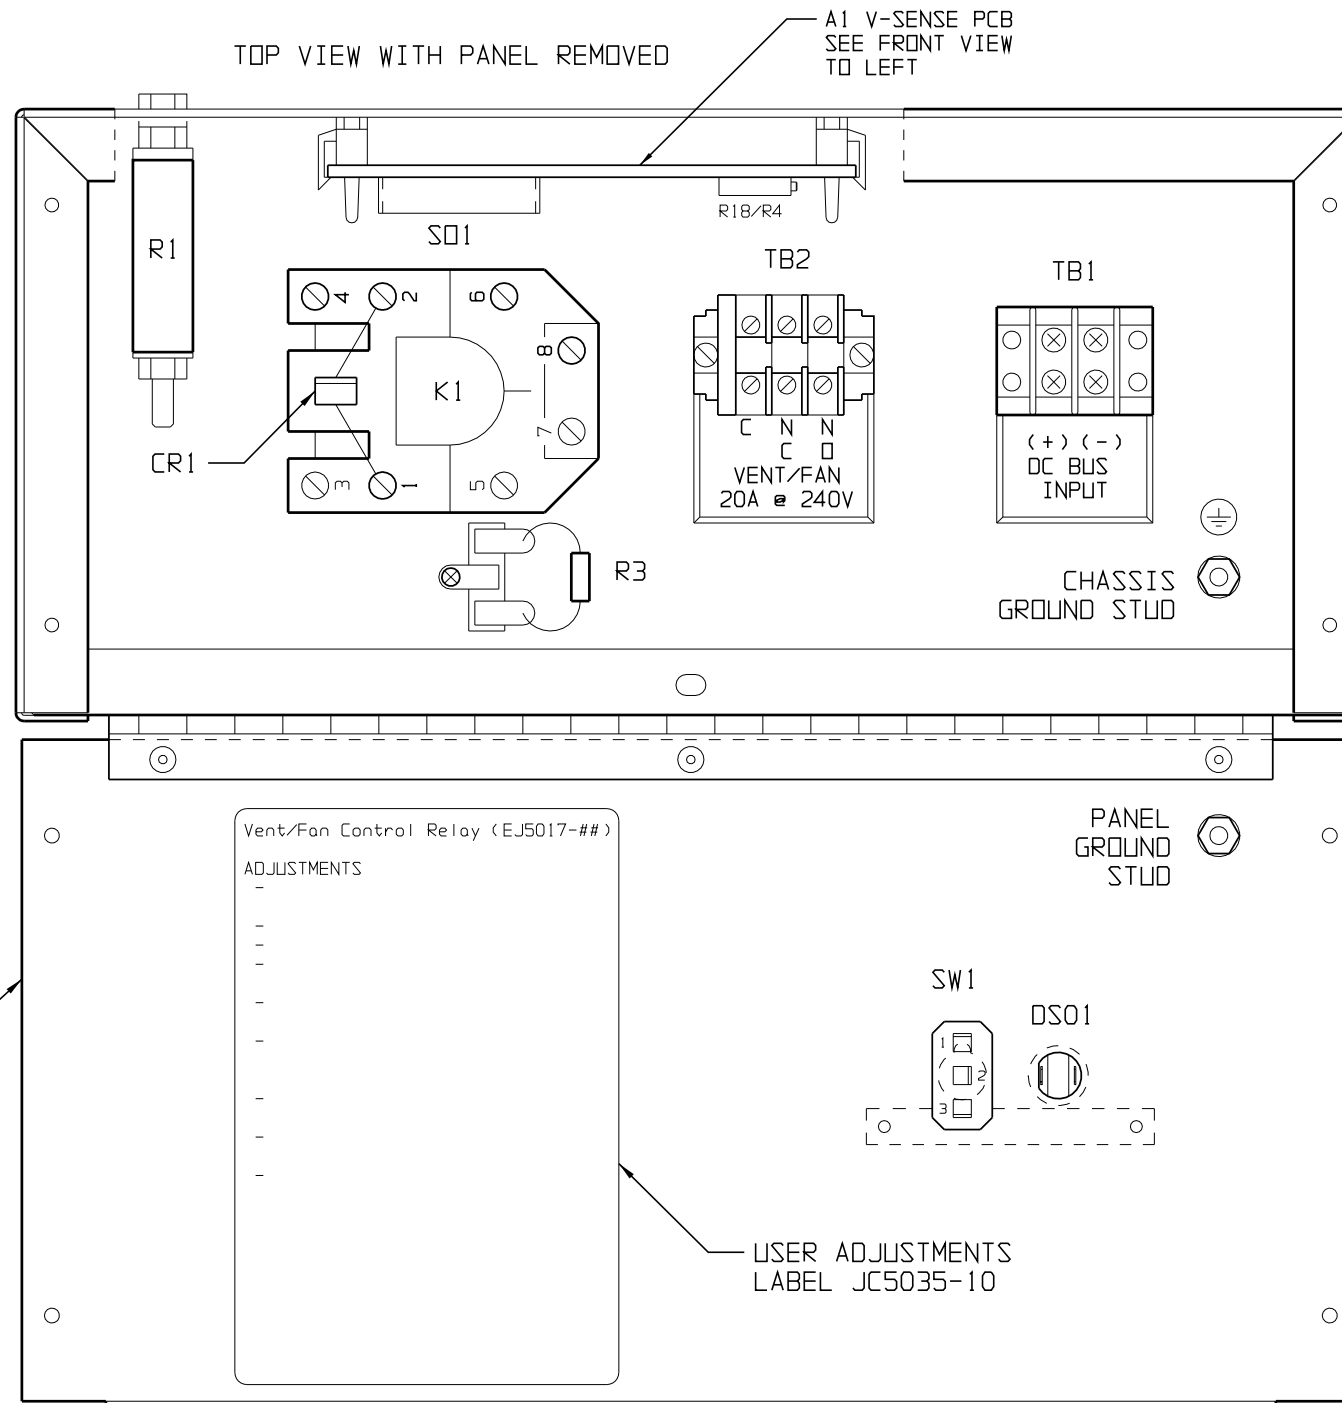 A1 V-SENSE PCB
SEE FRONT VIEW
TO LEFT
TOP VIEW WITH PANEL REMOVED
R18/R4
SO1
R1
TB2
TB1
4
2
6
8
K1
7
CR1
3
1
5
C N N
C O
VENT/FAN
20A @ 240V
(+) (-)
DC BUS
INPUT
R3
CHASSIS
GROUND STUD
Vent/Fan Control Relay (EJ5017-##)
ADJUSTMENTS
-
-
-
-
-
-
-
-
-
PANEL
GROUND
STUD
SW1
DS01
1
2
3
USER ADJUSTMENTS
LABEL JC5035-10